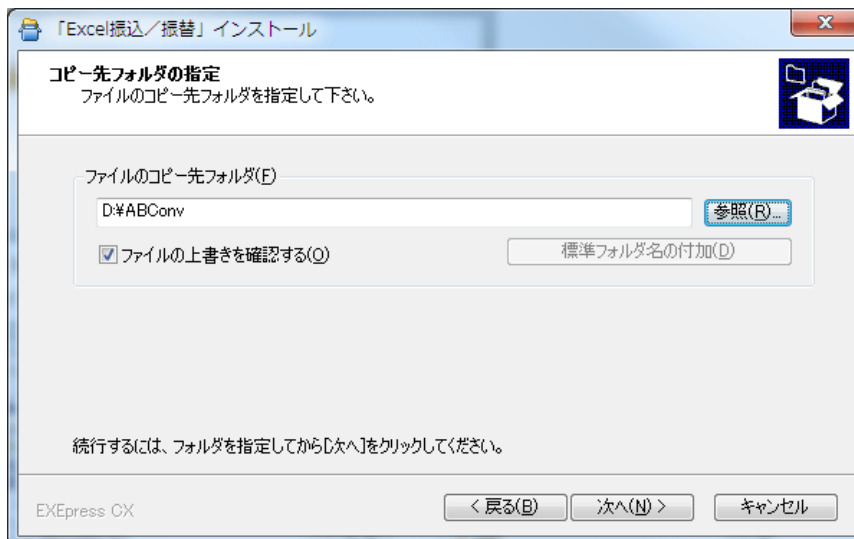 「Excel振込／振替」インストール
コピー先フォルダの指定
ファイルのコピー先フォルダを指定して下さい。
ファイルのコピー先フォルダ(F)
D:¥ABConv
参照(R)...
ファイルの上書きを確認する(O)
標準フォルダ名の付加(D)
続行するには、フォルダを指定してから[次へ]をクリックしてください。
EXEpress CX
< 戻る(B)
次へ(N) >
キャンセル